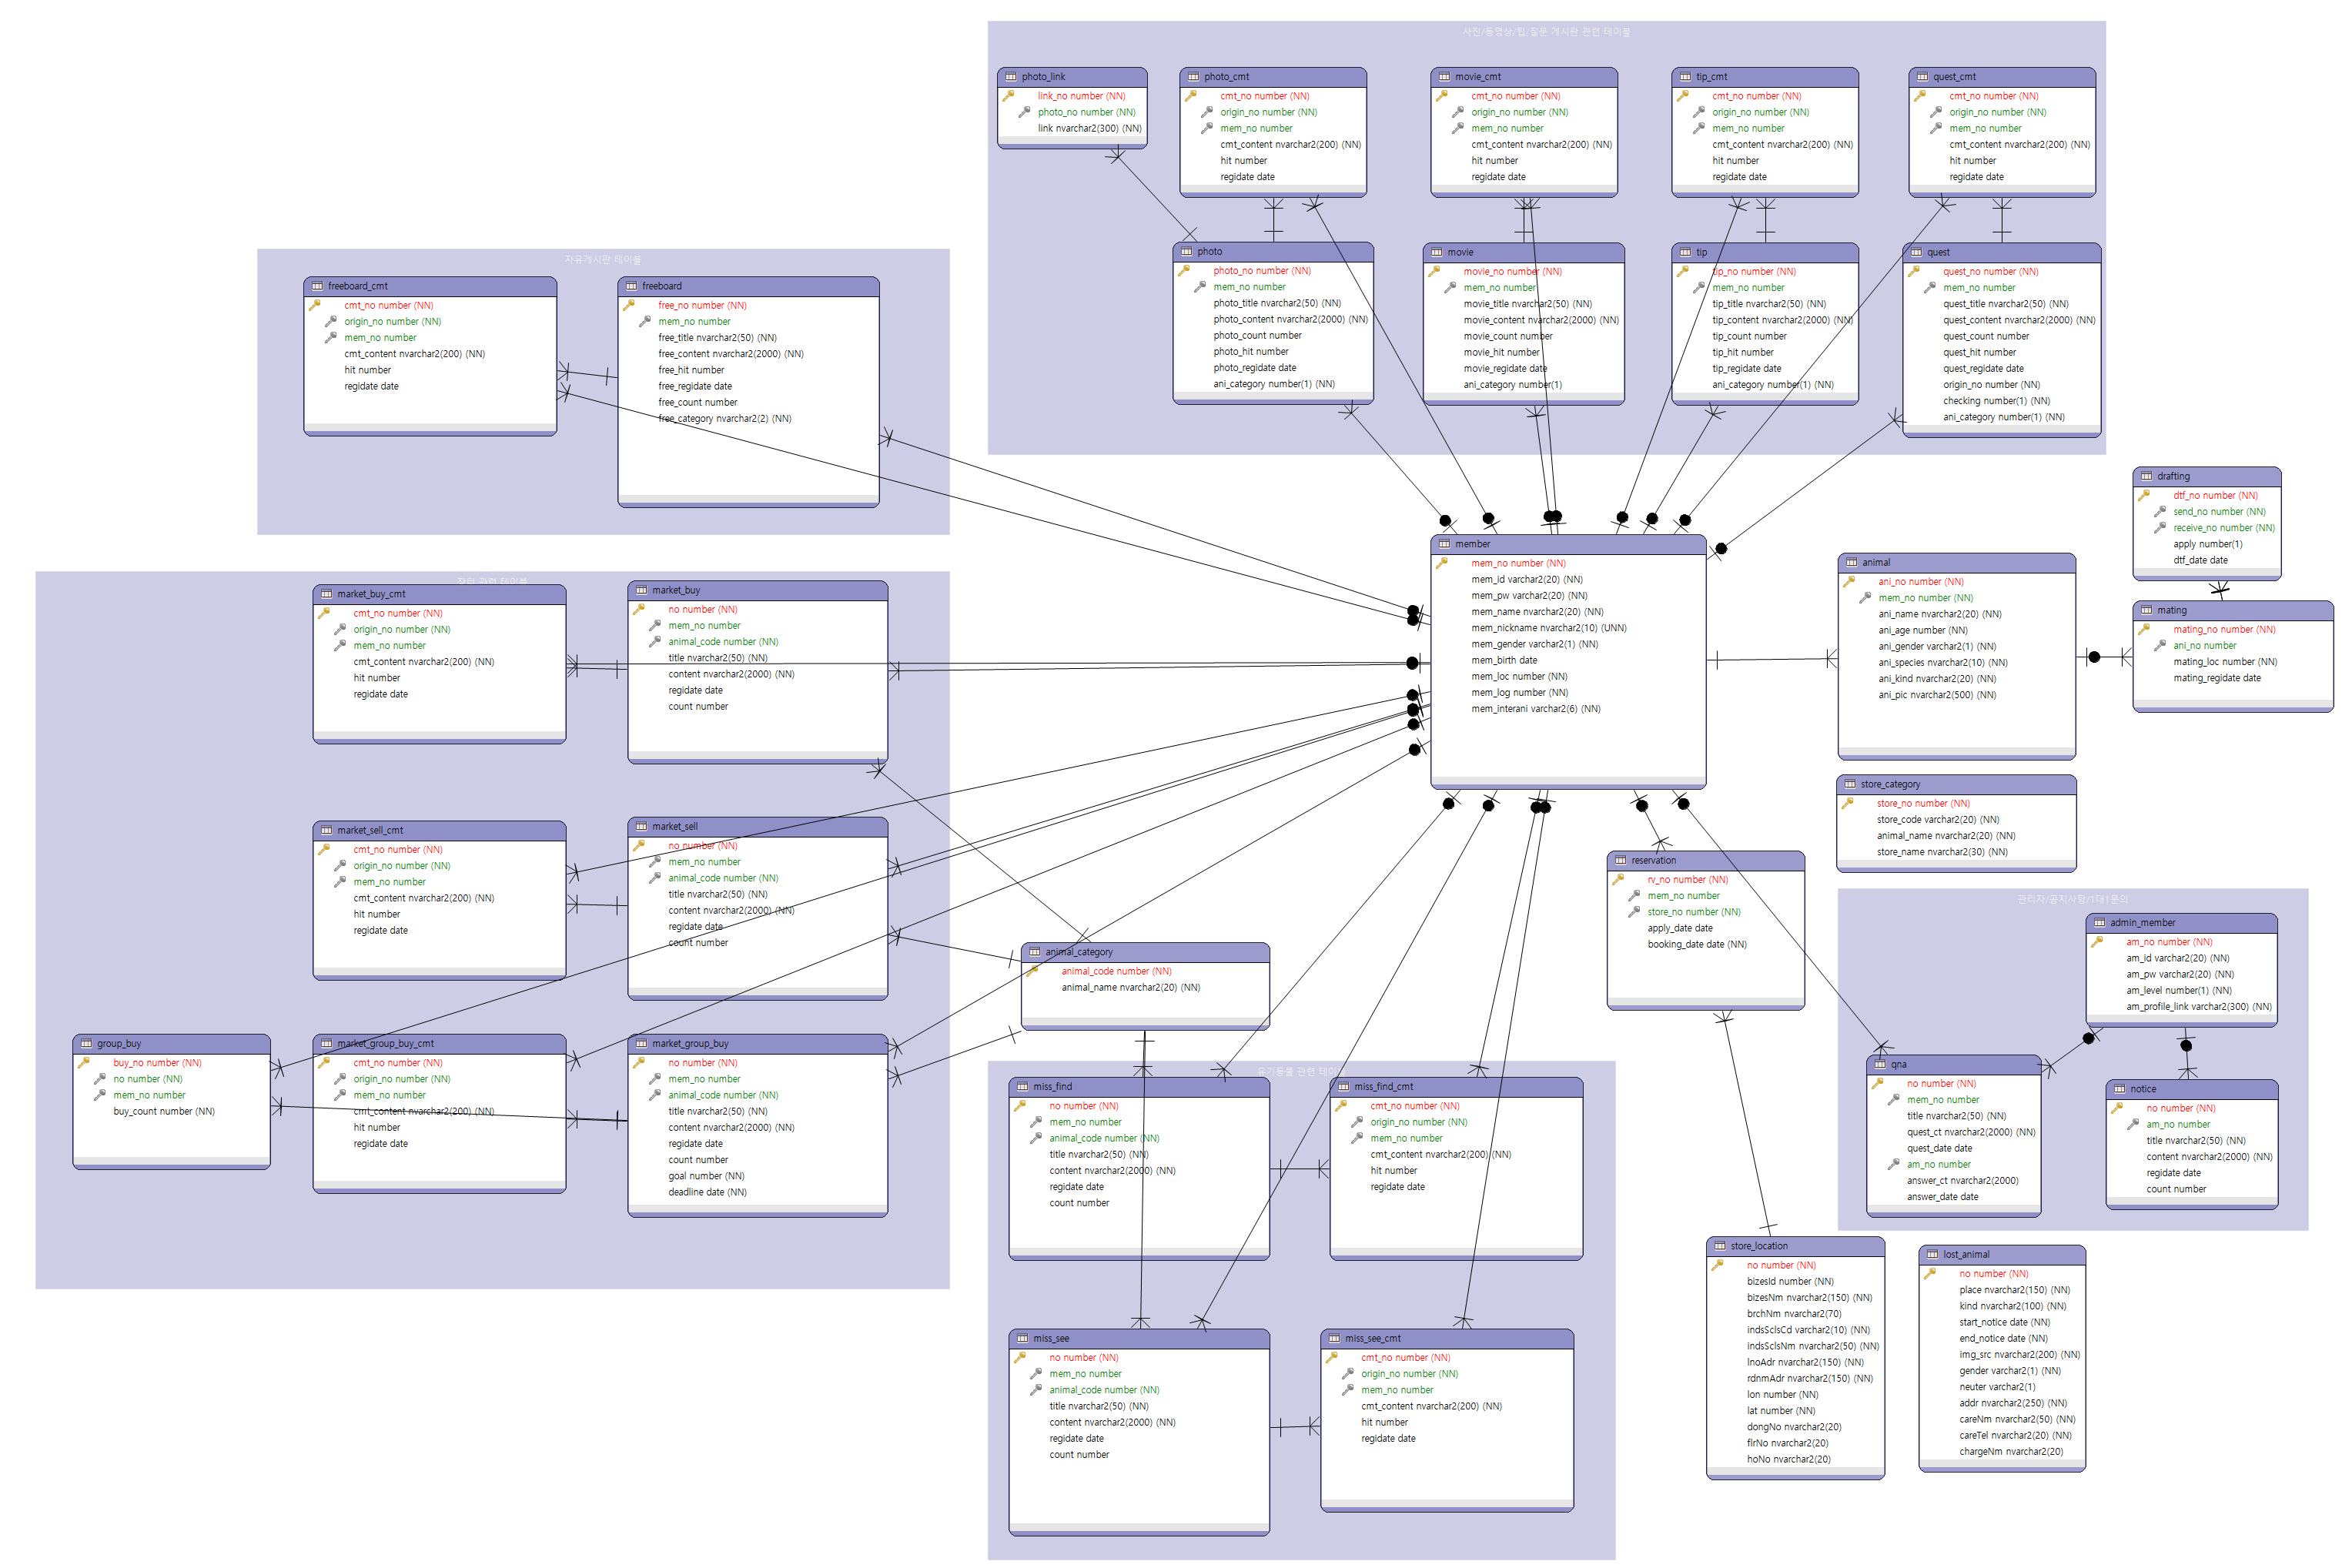 사진/동영상/팁/질문 게시판 관련 테이블
photo_link
link_no number (NN)
photo_no number (NN)
link nvarchar2(300) (NN)
photo_cmt
cmt_no number (NN)
origin_no number (NN)
mem_no number
cmt_content nvarchar2(200) (NN)
hit number
regidate date
movie_cmt
cmt_no number (NN)
origin_no number (NN)
mem_no number
cmt_content nvarchar2(200) (NN)
hit number
regidate date
tip_cmt
cmt_no number (NN)
origin_no number (NN)
mem_no number
cmt_content nvarchar2(200) (NN)
hit number
regidate date
quest_cmt
cmt_no number (NN)
origin_no number (NN)
mem_no number
cmt_content nvarchar2(200) (NN)
hit number
regidate date
photo
photo_no number (NN)
mem_no number
photo_title nvarchar2(50) (NN)
photo_content nvarchar2(2000) (NN)
photo_count number
photo_hit number
photo_regidate date
ani_category number(1) (NN)
movie
movie_no number (NN)
mem_no number
movie_title nvarchar2(50) (NN)
movie_content nvarchar2(2000) (NN)
movie_count number
movie_hit number
movie_regidate date
ani_category number(1)
tip
tip_no number (NN)
mem_no number
tip_title nvarchar2(50) (NN)
tip_content nvarchar2(2000) (NN)
tip_count number
tip_hit number
tip_regidate date
ani_category number(1) (NN)
quest
quest_no number (NN)
mem_no number
quest_title nvarchar2(50) (NN)
quest_content nvarchar2(2000) (NN)
quest_count number
quest_hit number
quest_regidate date
origin_no number (NN)
checking number(1) (NN)
ani_category number(1) (NN)
자유게시판 테이블
freeboard_cmt
cmt_no number (NN)
origin_no number (NN)
mem_no number
cmt_content nvarchar2(200) (NN)
hit number
regidate date
freeboard
free_no number (NN)
mem_no number
free_title nvarchar2(50) (NN)
free_content nvarchar2(2000) (NN)
free_hit number
free_regidate date
free_count number
free_category nvarchar2(2) (NN)
drafting
dtf_no number (NN)
send_no number (NN)
receive_no number (NN)
apply number(1)
dtf_date date
member
mem_no number (NN)
mem_id varchar2(20) (NN)
mem_pw varchar2(20) (NN)
mem_name nvarchar2(20) (NN)
mem_nickname nvarchar2(10) (UNN)
mem_gender varchar2(1) (NN)
mem_birth date
mem_loc number (NN)
mem_log number (NN)
mem_interani varchar2(6) (NN)
animal
ani_no number (NN)
mem_no number (NN)
ani_name nvarchar2(20) (NN)
ani_age number (NN)
ani_gender varchar2(1) (NN)
ani_species nvarchar2(10) (NN)
ani_kind nvarchar2(20) (NN)
ani_pic nvarchar2(500) (NN)
mating
mating_no number (NN)
ani_no number
mating_loc number (NN)
mating_regidate date
장터 관련 테이블
market_buy_cmt
cmt_no number (NN)
origin_no number (NN)
mem_no number
cmt_content nvarchar2(200) (NN)
hit number
regidate date
market_buy
no number (NN)
mem_no number
animal_code number (NN)
title nvarchar2(50) (NN)
content nvarchar2(2000) (NN)
regidate date
count number
store_category
store_no number (NN)
store_code varchar2(20) (NN)
animal_name nvarchar2(20) (NN)
store_name nvarchar2(30) (NN)
market_sell_cmt
cmt_no number (NN)
origin_no number (NN)
mem_no number
cmt_content nvarchar2(200) (NN)
hit number
regidate date
market_sell
no number (NN)
mem_no number
animal_code number (NN)
title nvarchar2(50) (NN)
content nvarchar2(2000) (NN)
regidate date
count number
animal_category
animal_code number (NN)
animal_name nvarchar2(20) (NN)
reservation
rv_no number (NN)
mem_no number
store_no number (NN)
apply_date date
booking_date date (NN)
관리자/공지사항/1대1문의
admin_member
am_no number (NN)
am_id varchar2(20) (NN)
am_pw varchar2(20) (NN)
am_level number(1) (NN)
am_profile_link varchar2(300) (NN)
group_buy
buy_no number (NN)
no number (NN)
mem_no number
buy_count number (NN)
market_group_buy_cmt
cmt_no number (NN)
origin_no number (NN)
mem_no number
cmt_content nvarchar2(200) (NN)
hit number
regidate date
market_group_buy
no number (NN)
mem_no number
animal_code number (NN)
title nvarchar2(50) (NN)
content nvarchar2(2000) (NN)
regidate date
count number
goal number (NN)
deadline date (NN)
유기동물 관련 테이블
miss_find
no number (NN)
mem_no number
animal_code number (NN)
title nvarchar2(50) (NN)
content nvarchar2(2000) (NN)
regidate date
count number
miss_find_cmt
cmt_no number (NN)
origin_no number (NN)
mem_no number
cmt_content nvarchar2(200) (NN)
hit number
regidate date
qna
no number (NN)
mem_no number
title nvarchar2(50) (NN)
quest_ct nvarchar2(2000) (NN)
quest_date date
am_no number
answer_ct nvarchar2(2000)
answer_date date
notice
no number (NN)
am_no number
title nvarchar2(50) (NN)
content nvarchar2(2000) (NN)
regidate date
count number
miss_see
no number (NN)
mem_no number
animal_code number (NN)
title nvarchar2(50) (NN)
content nvarchar2(2000) (NN)
regidate date
count number
miss_see_cmt
cmt_no number (NN)
origin_no number (NN)
mem_no number
cmt_content nvarchar2(200) (NN)
hit number
regidate date
store_location
no number (NN)
bizesId number (NN)
bizesNm nvarchar2(150) (NN)
brchNm nvarchar2(70)
indsSclsCd varchar2(10) (NN)
indsSclsNm nvarchar2(50) (NN)
lnoAdr nvarchar2(150) (NN)
rdnmAdr nvarchar2(150) (NN)
lon number (NN)
lat number (NN)
dongNo nvarchar2(20)
flrNo nvarchar2(20)
hoNo nvarchar2(20)
lost_animal
no number (NN)
place nvarchar2(150) (NN)
kind nvarchar2(100) (NN)
start_notice date (NN)
end_notice date (NN)
img_src nvarchar2(200) (NN)
gender varchar2(1) (NN)
neuter varchar2(1)
addr nvarchar2(250) (NN)
careNm nvarchar2(50) (NN)
careTel nvarchar2(20) (NN)
chargeNm nvarchar2(20)